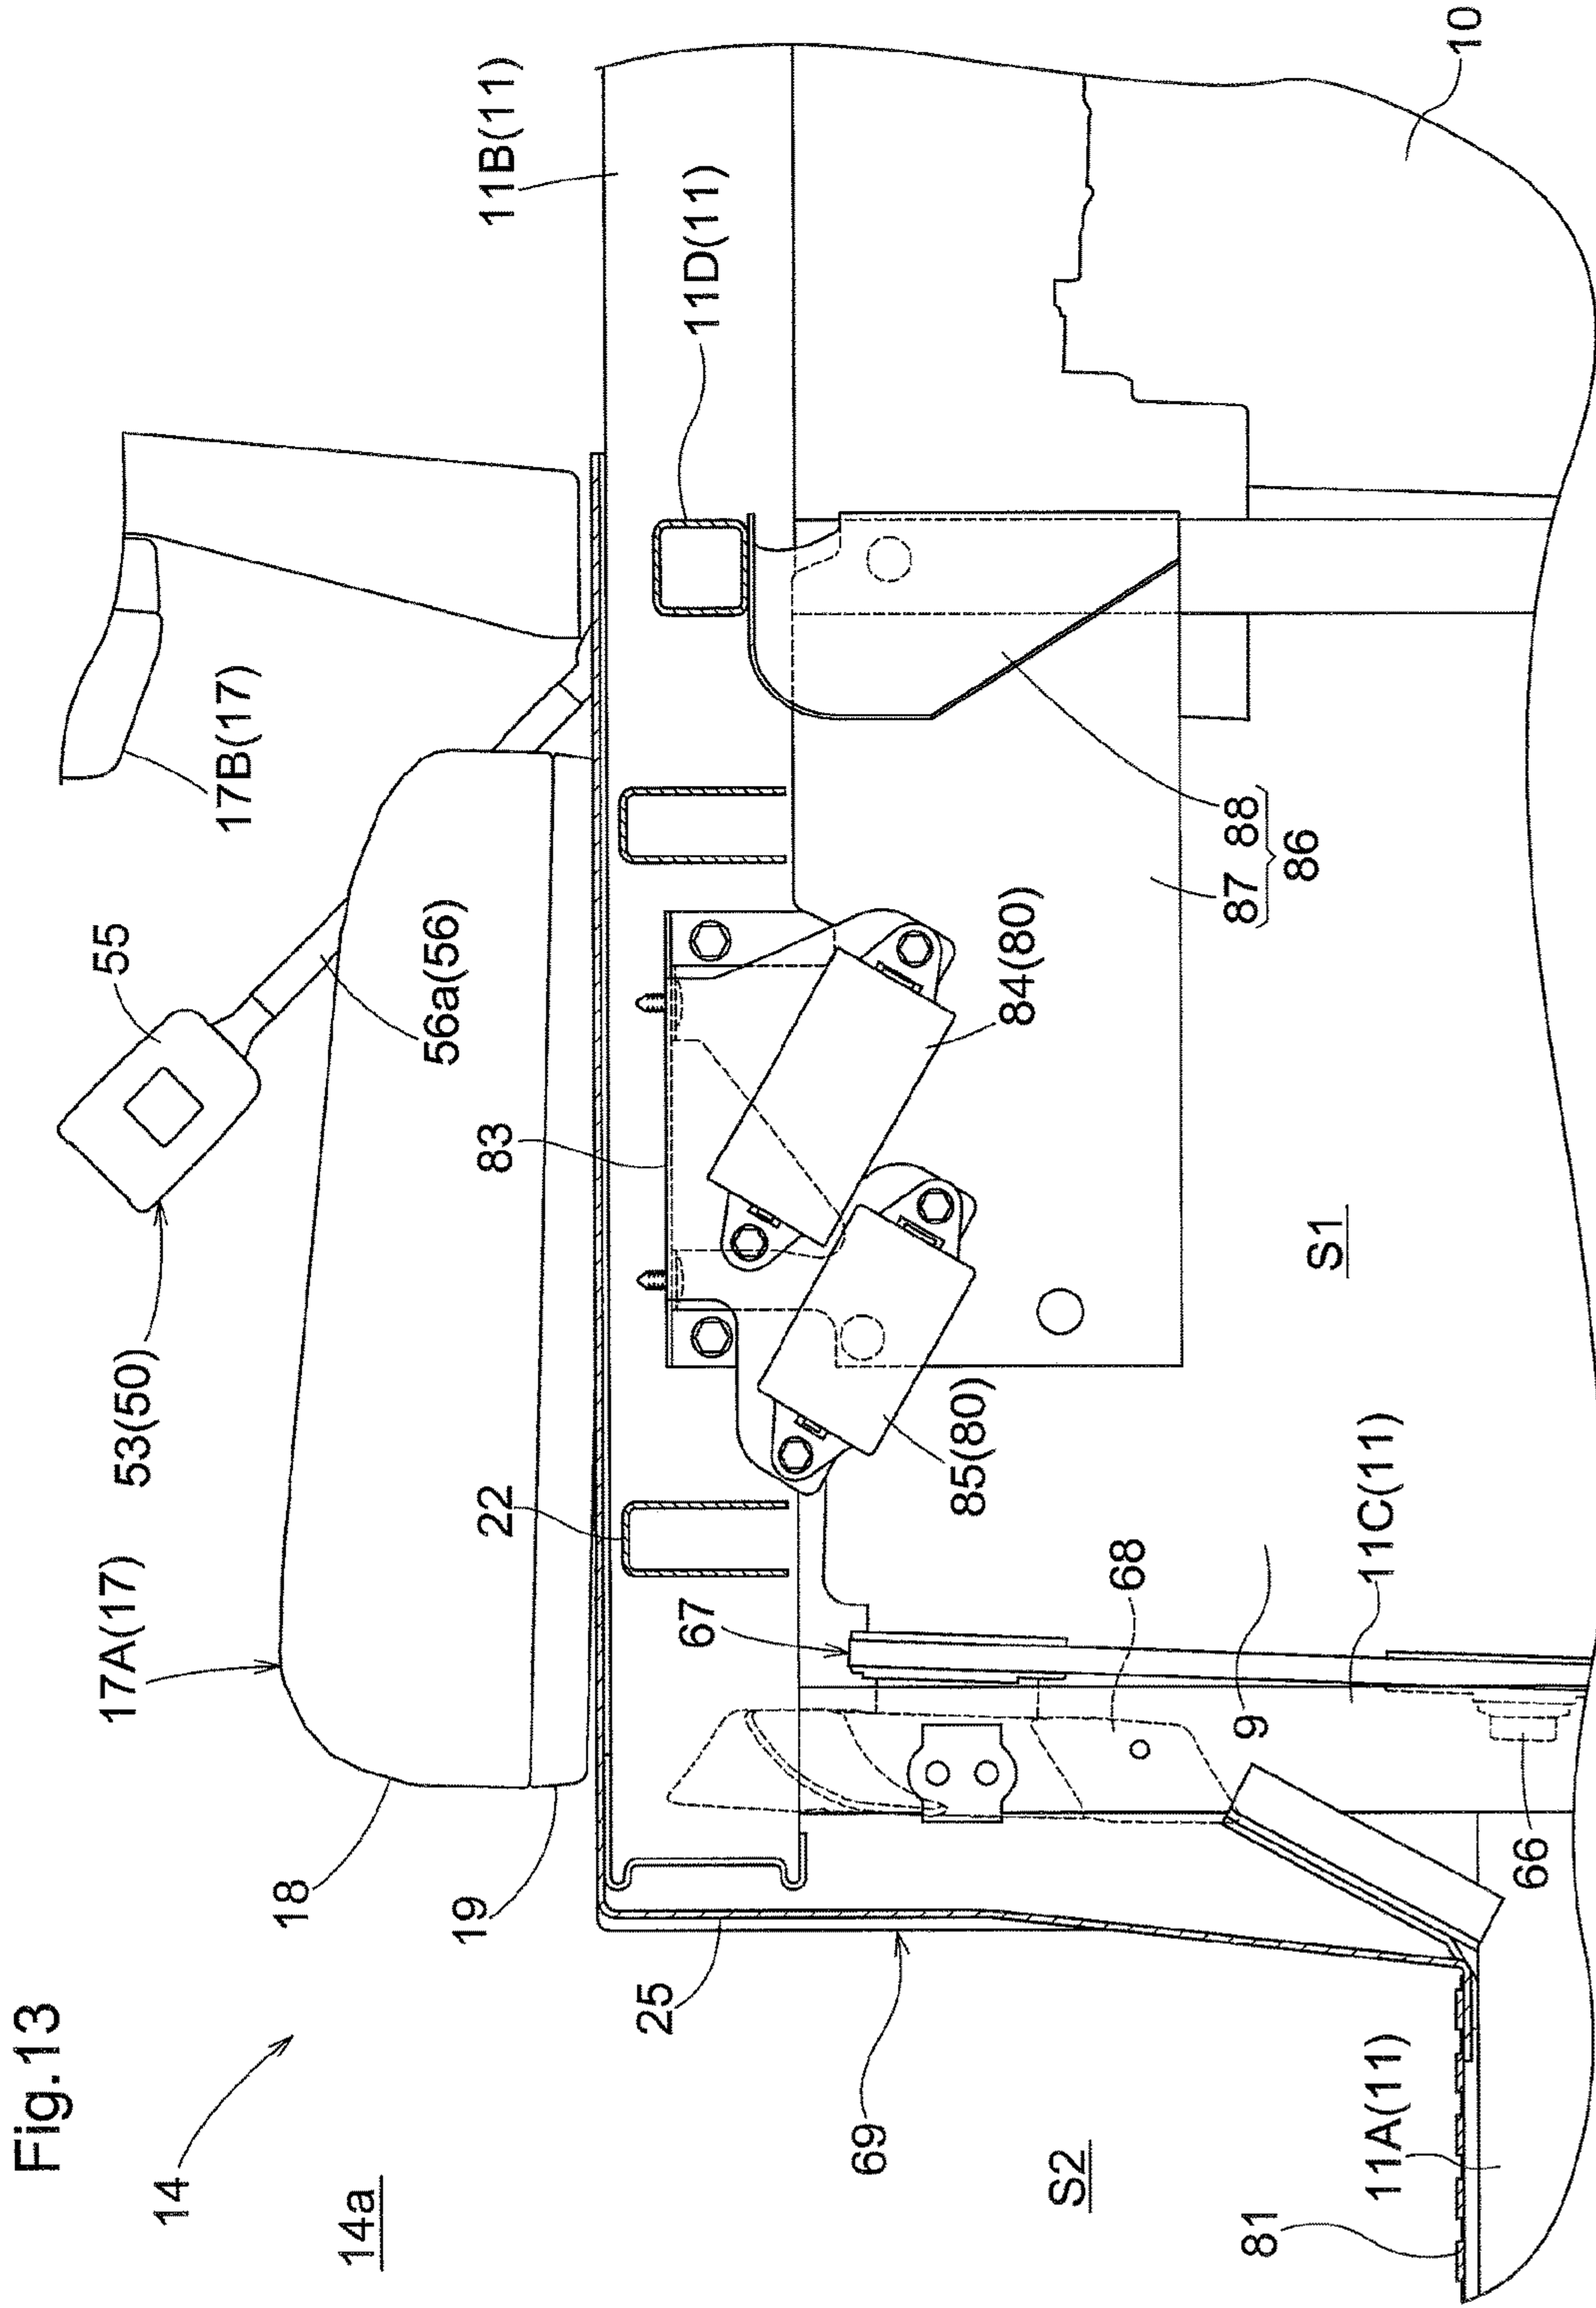 Fig.13
14
14a
18
19
17A(17)
53(50)
55
56a(56)
17B(17)
11B(11)
11D(11)
10
22
83
25
67
69
84(80)
85(80)
87 88
86
68
S1
S2
9
11C(11)
66
11A(11)
81